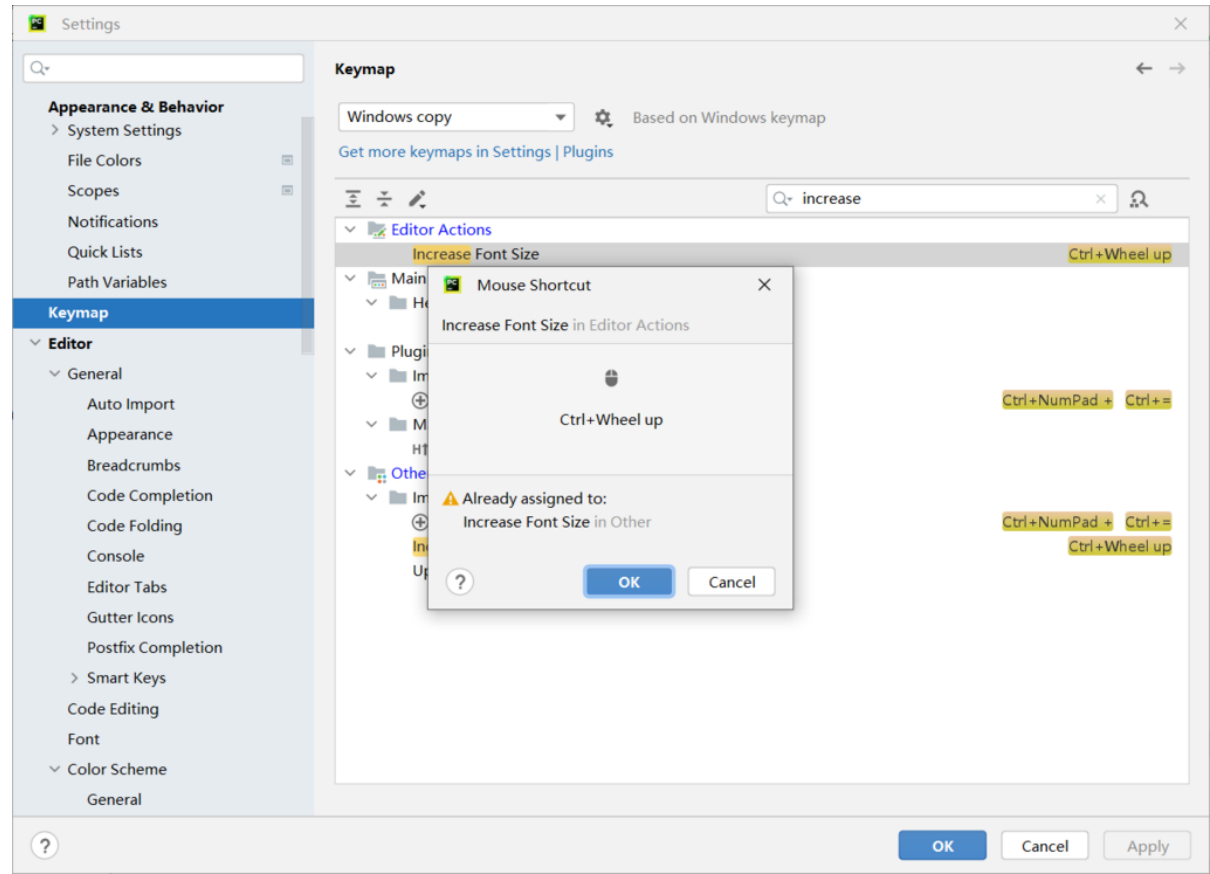 Settings
Appearance & Behavior
System Settings
File Colors
Scopes
Notifications
Quick Lists
Path Variables
Keymap
Editor
General
Auto Import
Appearance
Breadcrumbs
Code Completion
Code Folding
Console
Editor Tabs
Gutter Icons
Postfix Completion
Smart Keys
Code Editing
Font
Color Scheme
General
Keymap
Windows copy
Based on Windows keymap
Get more keymaps in Settings | Plugins
increase
Editor Actions
Increase Font Size Ctrl+Wheel up
Main
Plugi
Im
Ctrl+NumPad + Ctrl+=
M
Othe
Im
Ctrl+NumPad + Ctrl+=
Ctrl+Wheel up
Mouse Shortcut
Increase Font Size in Editor Actions
Ctrl+Wheel up
Already assigned to:
Increase Font Size in Other
? OK Cancel
? OK Cancel Apply